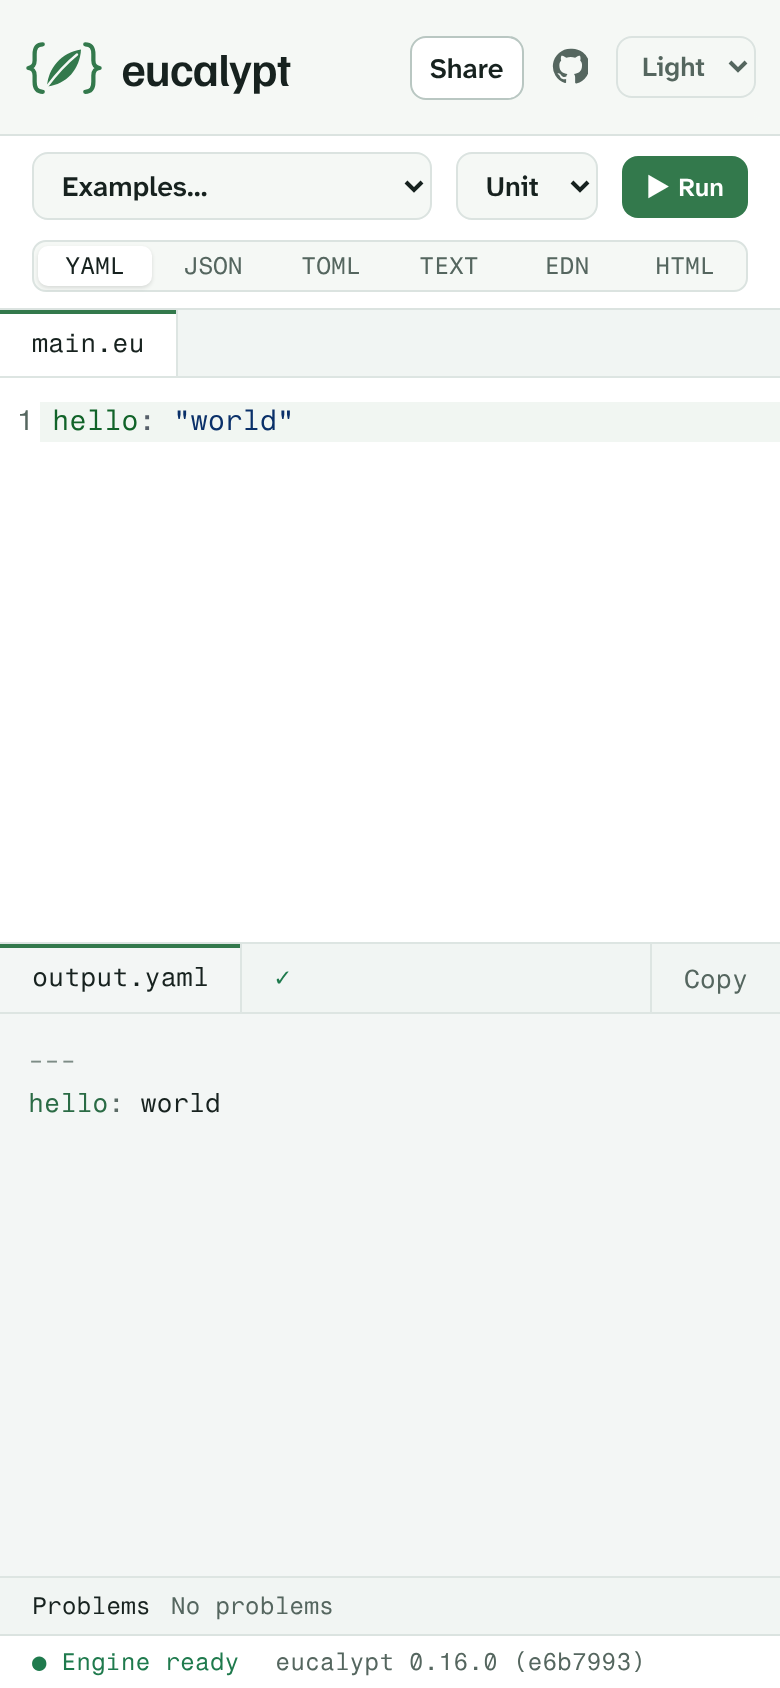 eucalypt
Share
Light
Examples...
Unit
Run
YAML JSON TOML TEXT EDN HTML
main.eu
1 hello: "world"
output.yaml ✓ Copy
---
hello: world
Problems No problems
Engine ready eucalypt 0.16.0 (e6b7993)